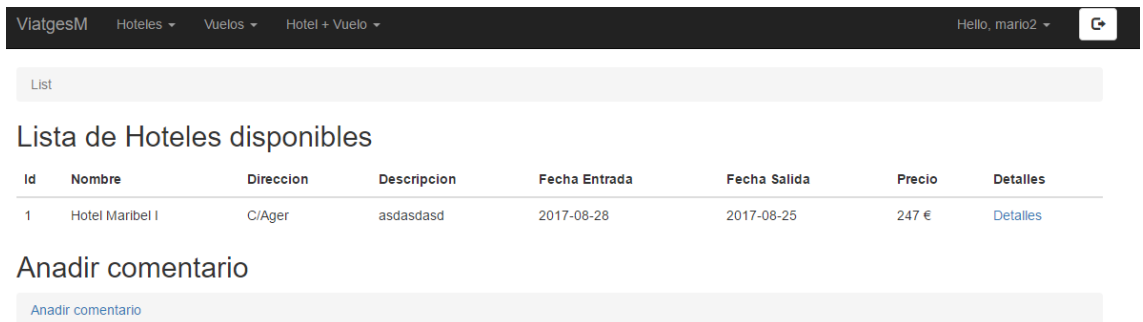 ViatgesM Hoteles Vuelos Hotel + Vuelo Hello, mario2
List
Lista de Hoteles disponibles
Id Nombre Direccion Descripcion Fecha Entrada Fecha Salida Precio Detalles
1 Hotel Maribel I C/Ager asdasdasd 2017-08-28 2017-08-25 247 € Detalles
Anadir comentario
Anadir comentario